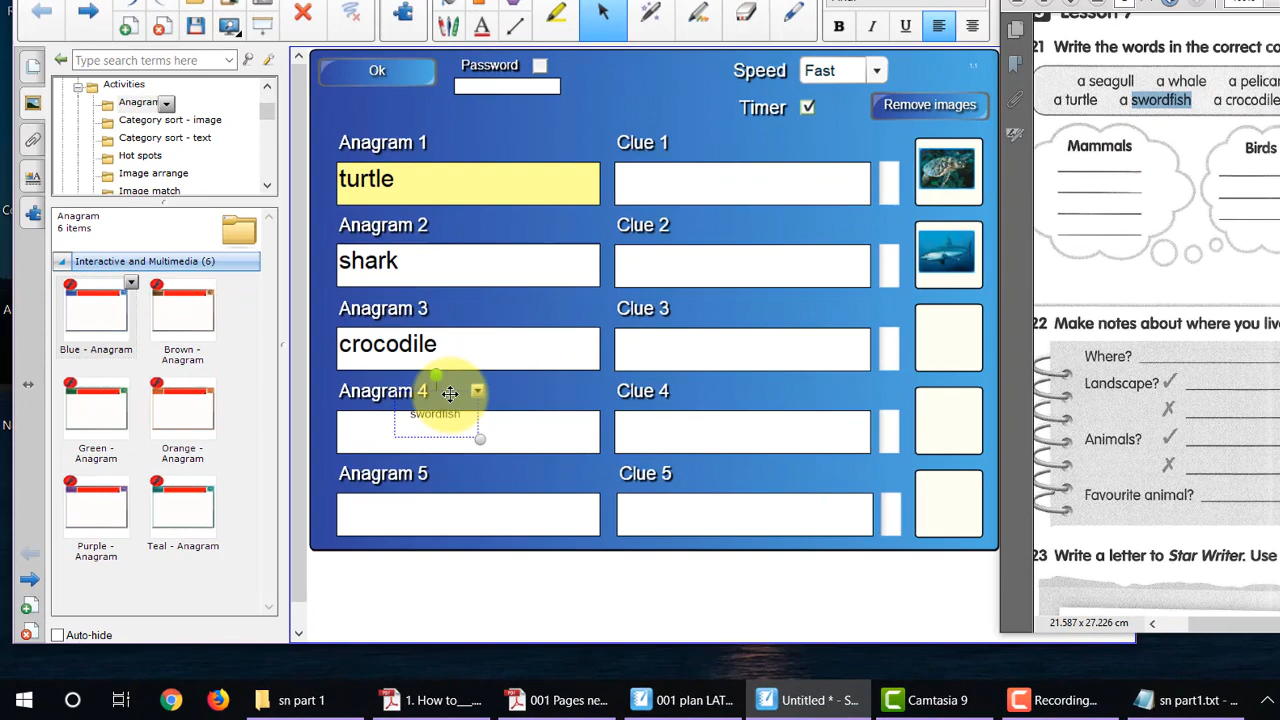 Search terms here
Activities
Anagram
Category sort - image
Category sort - text
Hot spots
Image arrange
Image match
Anagram
6 items
Interactive and Multimedia (6)
Blue - Anagram
Brown - Anagram
Green - Anagram
Orange - Anagram
Purple - Anagram
Teal - Anagram
Auto-hide
B I U
Ok
Password
Speed Fast
1.1
Timer
Remove images
Anagram 1 Clue 1
turtle
Anagram 2 Clue 2
shark
Anagram 3 Clue 3
crocodile
Anagram 4 Clue 4
swordfish
Anagram 5 Clue 5
Lesson 7
21 Write the words in the correct co
a seagull a whale a pelican
a turtle a swordfish a crocodile
Mammals Birds
22 Make notes about where you live
Where?
Landscape?
Animals?
Favourite animal?
23 Write a letter to Star Writer. Use
21.587 x 27.226 cm
sn part 1
1. How to___...
001 Pages ne...
001 plan LAT...
Untitled * - S...
Camtasia 9
Recording...
sn part1.txt - ...